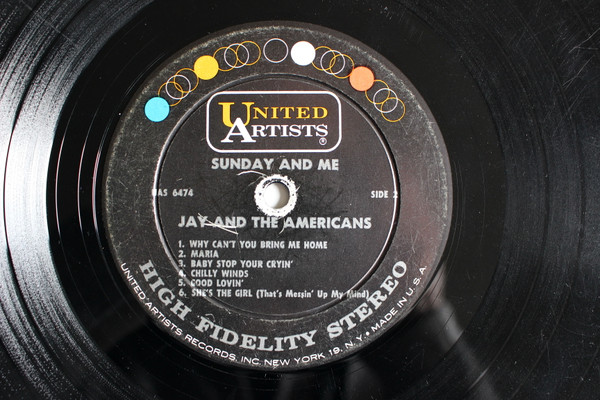 UNITED
ARTISTS®
SUNDAY AND ME
UAS 6474
SIDE 2
JAY AND THE AMERICANS
1. WHY CAN'T YOU BRING ME HOME
2. MARIA
3. BABY STOP YOUR CRYIN'
4. CHILLY WINDS
5. GOOD LOVIN'
6. SHE'S THE GIRL (That's Messin' Up My Mind)
HIGH FIDELITY STEREO
UNITED ARTISTS RECORDS, INC. NEW YORK 19, N.Y. • MADE IN U.S.A.